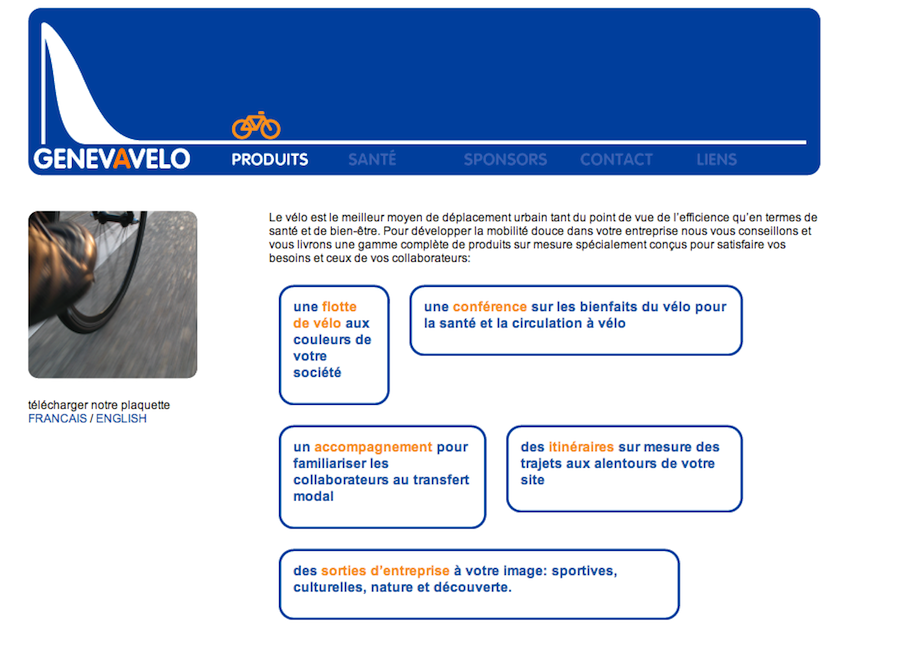 GENEVAVELO
PRODUITS SANTÉ SPONSORS CONTACT LIENS
Le vélo est le meilleur moyen de déplacement urbain tant du point de vue de l'efficience qu'en termes de
santé et de bien-être. Pour développer la mobilité douce dans votre entreprise nous vous conseillons et
vous livrons une gamme complète de produits sur mesure spécialement conçus pour satisfaire vos
besoins et ceux de vos collaborateurs:
télécharger notre plaquette
FRANCAIS / ENGLISH
une flotte
de vélo aux
couleurs de
votre
société
une conférence sur les bienfaits du vélo pour
la santé et la circulation à vélo
un accompagnement pour
familiariser les
collaborateurs au transfert
modal
des itinéraires sur mesure des
trajets aux alentours de votre
site
des sorties d'entreprise à votre image: sportives,
culturelles, nature et découverte.